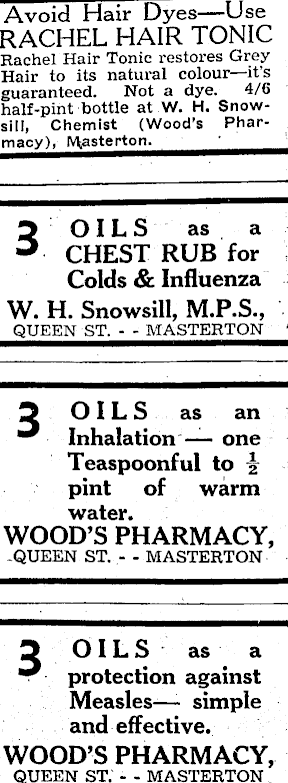 Avoid Hair Dyes—Use
RACHEL HAIR TONIC
Rachel Hair Tonic restores Grey
Hair to its natural colour—it's
guaranteed. Not a dye. 4/6
half-pint bottle at W. H. Snow-
sill, Chemist (Wood's Phar-
macy), Masterton.
3 OILS as a
CHEST RUB for
Colds & Influenza
W. H. Snowsill, M.P.S.,
QUEEN ST. - - MASTERTON
3 OILS as an
Inhalation — one
Teaspoonful to ½
pint of warm
water.
WOOD'S PHARMACY,
QUEEN ST. - - MASTERTON
3 OILS as a
protection against
Measles— simple
and effective.
WOOD'S PHARMACY,
QUEEN ST. - - MASTERTON